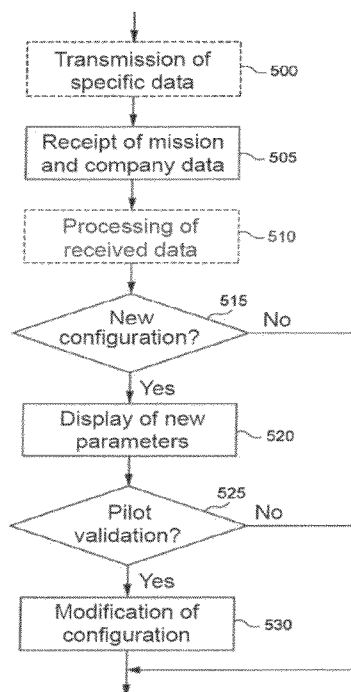 Transmission of
specific data
500
Receipt of mission
and company data
505
Processing of
received data
510
515
New
configuration?
No
Yes
Display of new
parameters
520
525
Pilot
validation?
No
Yes
Modification of
configuration
530